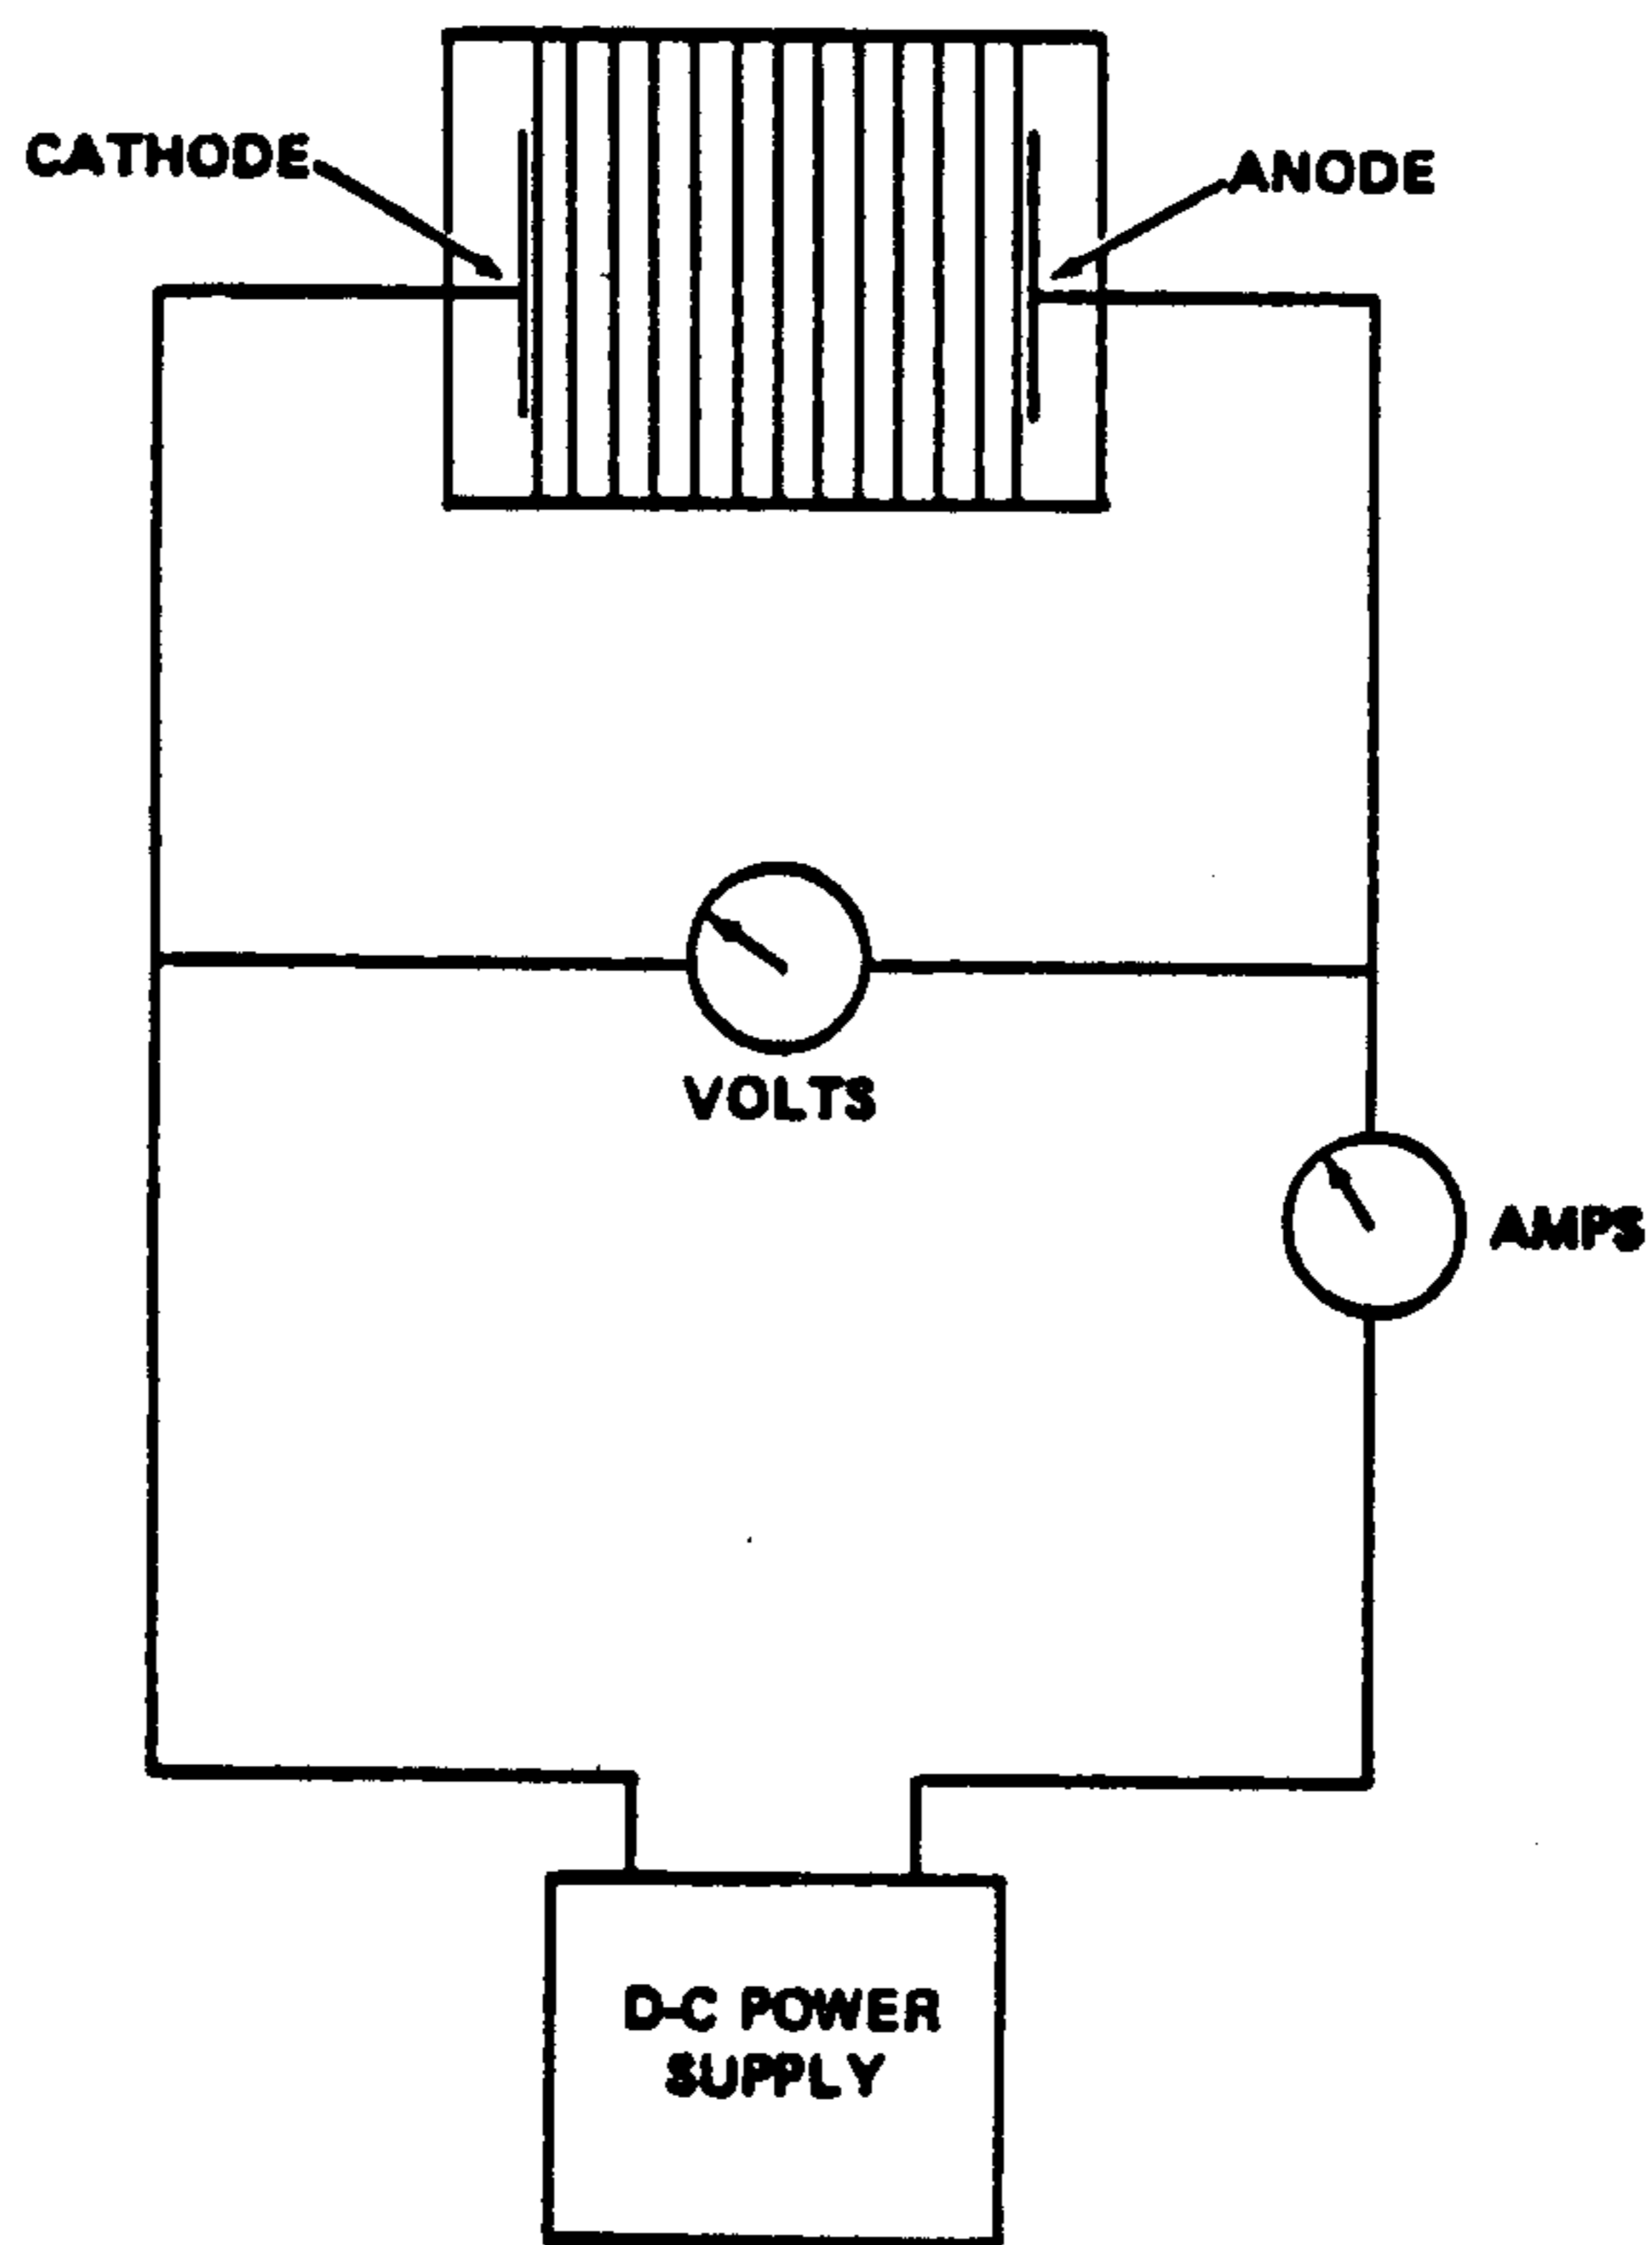 CATHODE
ANODE
VOLTS
AMPS
D-C POWER
SUPPLY